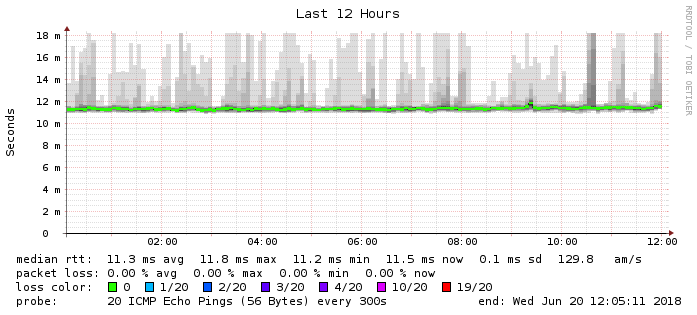 Last 12 Hours
RRDTOOL / TOBI OETIKER
Seconds
18 m
16 m
14 m
12 m
10 m
8 m
6 m
4 m
2 m
0
02:00 04:00 06:00 08:00 10:00 12:00
median rtt: 11.3 ms avg 11.8 ms max 11.2 ms min 11.5 ms now 0.1 ms sd 129.8 am/s
packet loss: 0.00 % avg 0.00 % max 0.00 % min 0.00 % now
loss color: 0 1/20 2/20 3/20 4/20 10/20 19/20
probe: 20 ICMP Echo Pings (56 Bytes) every 300s end: Wed Jun 20 12:05:11 2018